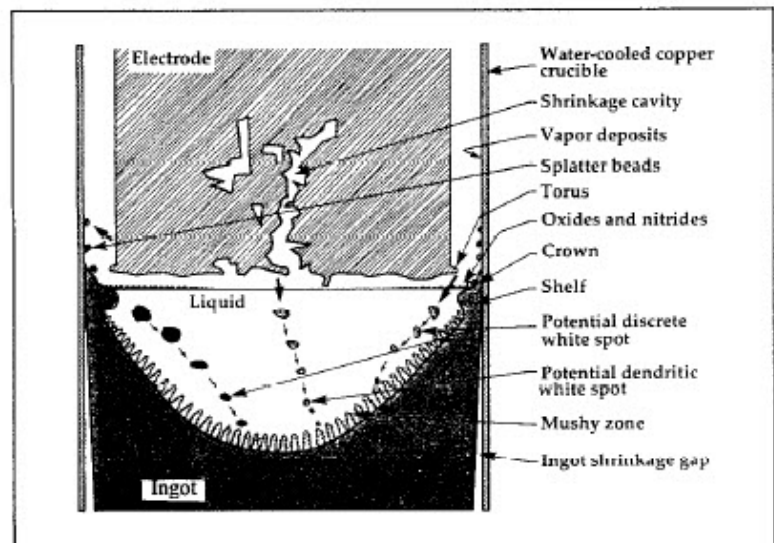 Electrode
Water-cooled copper
crucible
Shrinkage cavity
Vapor deposits
Splatter beads
Torus
Oxides and nitrides
Crown
Shelf
Liquid
Potential discrete
white spot
Potential dendritic
white spot
Mushy zone
Ingot shrinkage gap
Ingot